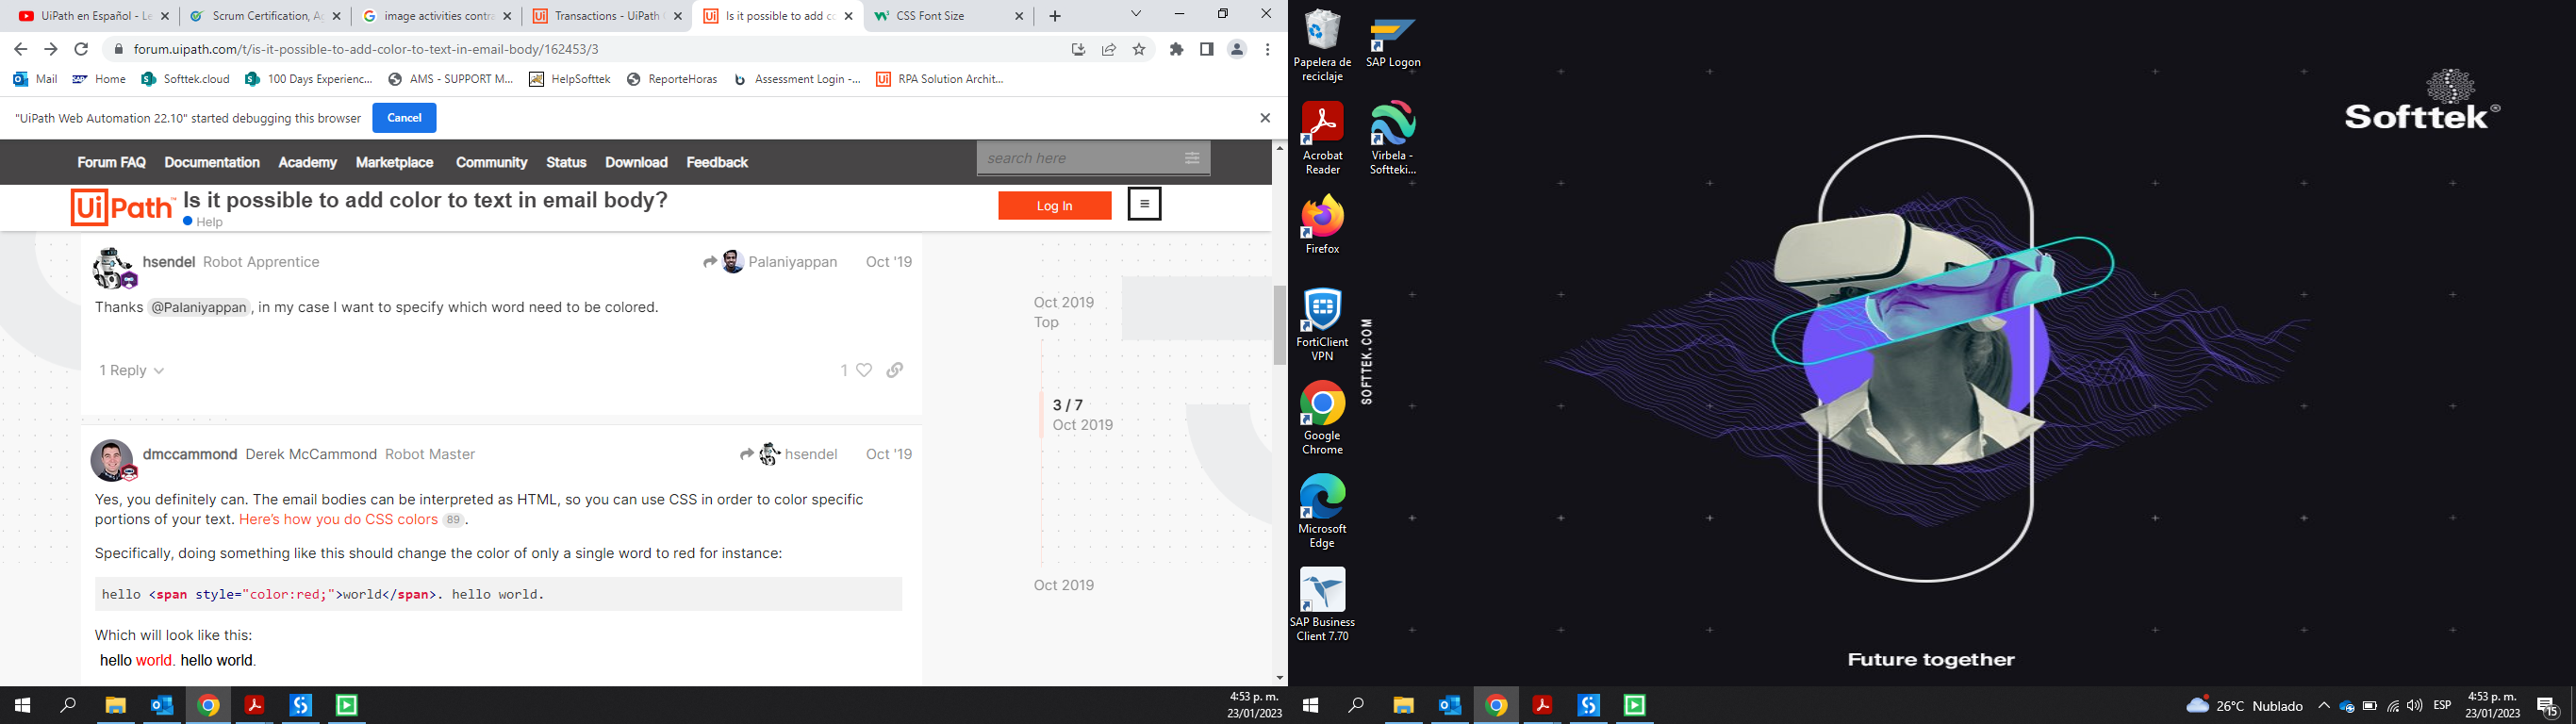 UiPath en Español - Le
Scrum Certification, Ag
image activities contra
Transactions - UiPath C
Is it possible to add co
CSS Font Size
forum.uipath.com/t/is-it-possible-to-add-color-to-text-in-email-body/162453/3
Mail
Home
Softtek.cloud
100 Days Experienc...
AMS - SUPPORT M...
HelpSofttek
ReporteHoras
Assessment Login -...
RPA Solution Archit...
"UiPath Web Automation 22.10" started debugging this browser
Cancel
Forum FAQ Documentation Academy Marketplace Community Status Download Feedback
search here
UiPath™
Is it possible to add color to text in email body?
Help
Log In
hsendel Robot Apprentice
Palaniyappan Oct '19
Thanks @Palaniyappan, in my case I want to specify which word need to be colored.
1 Reply
1
Oct 2019
Top
3 / 7
Oct 2019
Oct 2019
dmccammond Derek McCammond Robot Master
hsendel Oct '19
Yes, you definitely can. The email bodies can be interpreted as HTML, so you can use CSS in order to color specific
portions of your text. Here's how you do CSS colors 89.
Specifically, doing something like this should change the color of only a single word to red for instance:
hello <span style="color:red;">world</span>. hello world.
Which will look like this:
hello world. hello world.
4:53 p. m.
23/01/2023
Papelera de
reciclaje
SAP Logon
Acrobat
Reader
Virbela -
Softteki...
Firefox
FortiClient
VPN
Google
Chrome
Microsoft
Edge
SAP Business
Client 7.70
SOFTTEK.COM
Softtek®
Future together
26°C Nublado
ESP
4:53 p. m.
23/01/2023
15